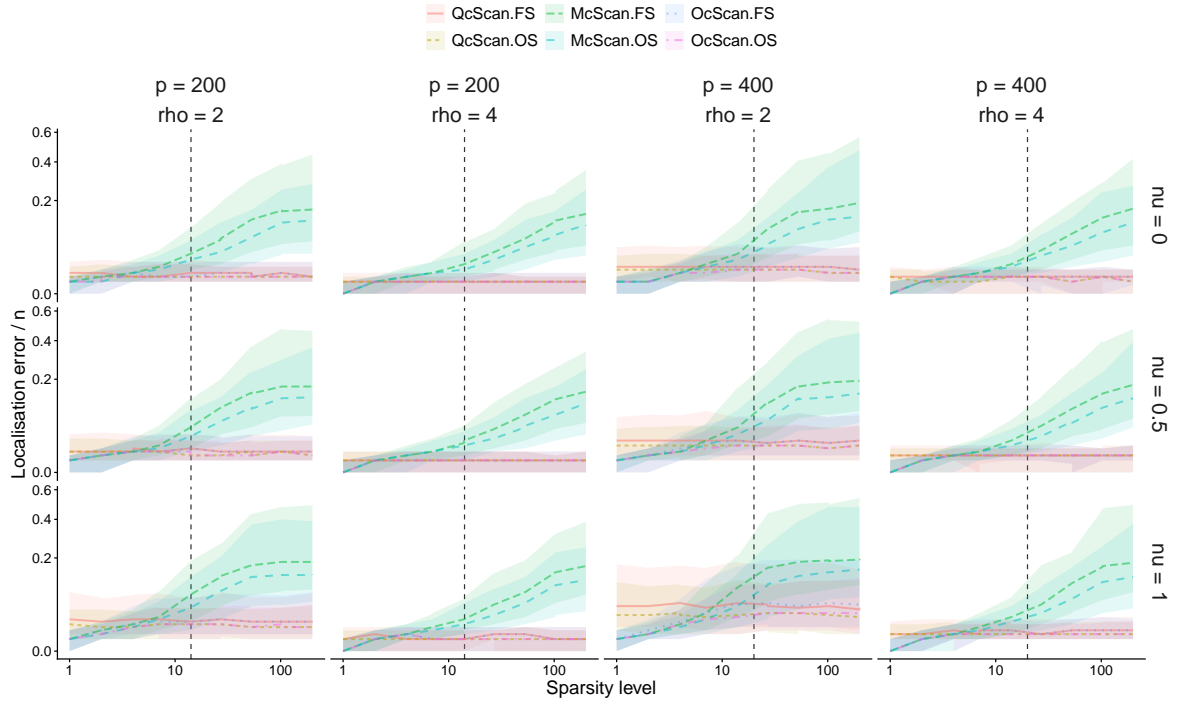 QcScan.FS McScan.FS OcScan.FS
QcScan.OS McScan.OS OcScan.OS
p = 200 p = 200 p = 400 p = 400
rho = 2 rho = 4 rho = 2 rho = 4
0.6
0.4
0.2
0.0
nu = 0
0.6
0.4
0.2
0.0
nu = 0.5
0.6
0.4
0.2
0.0
nu = 1
Localisation error / n
1 10 100 1 10 100 1 10 100 1 10 100
Sparsity level